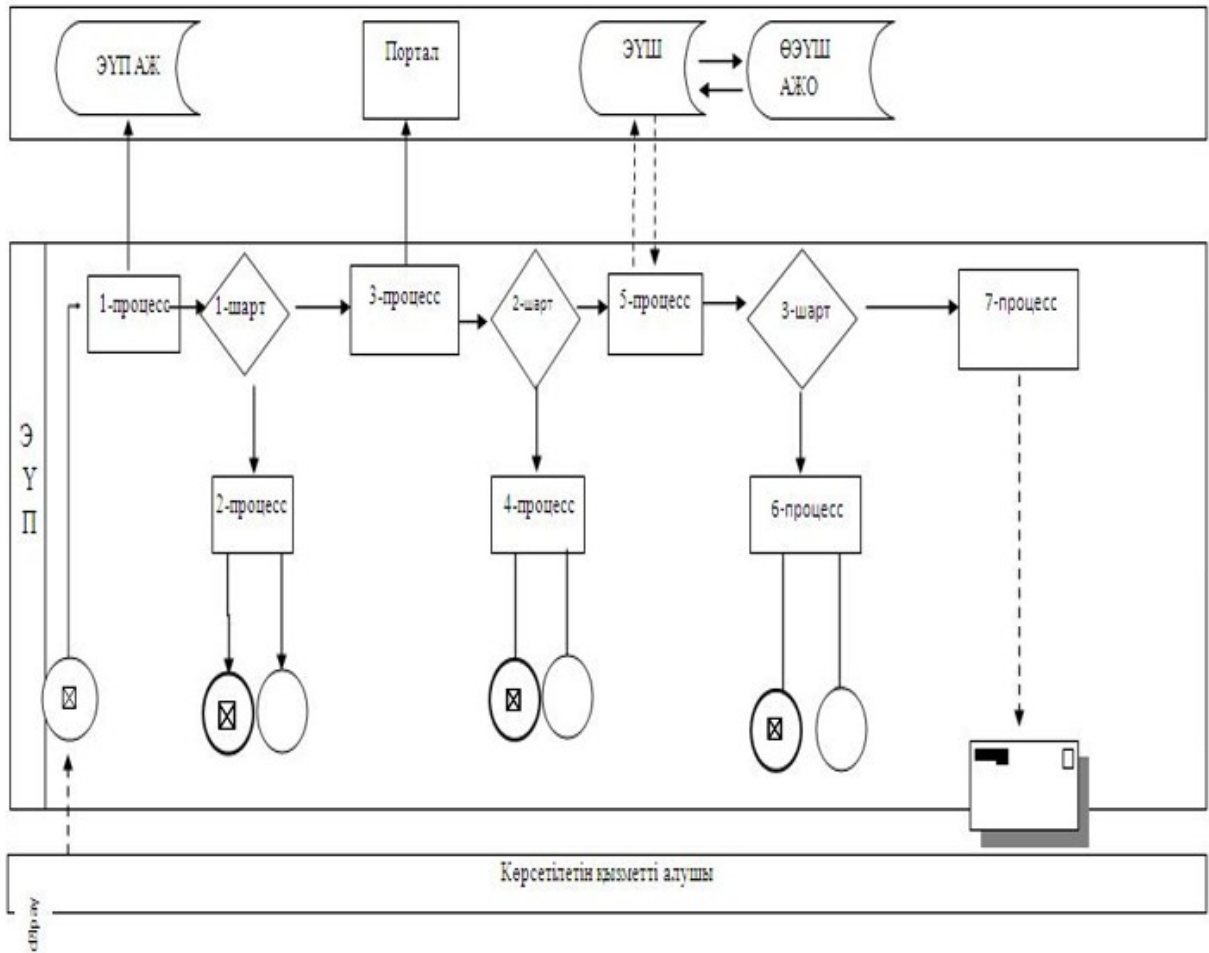 ЭҮП АЖ
Портал
ЭҮШ
ӨЭҮШ
АЖО
1-процесс
1-шарт
3-процесс
2-шарт
5-процесс
3-шарт
7-процесс
Э
Ү
П
2-процесс
4-процесс
6-процесс
Көрсетілетін қызметті алушы